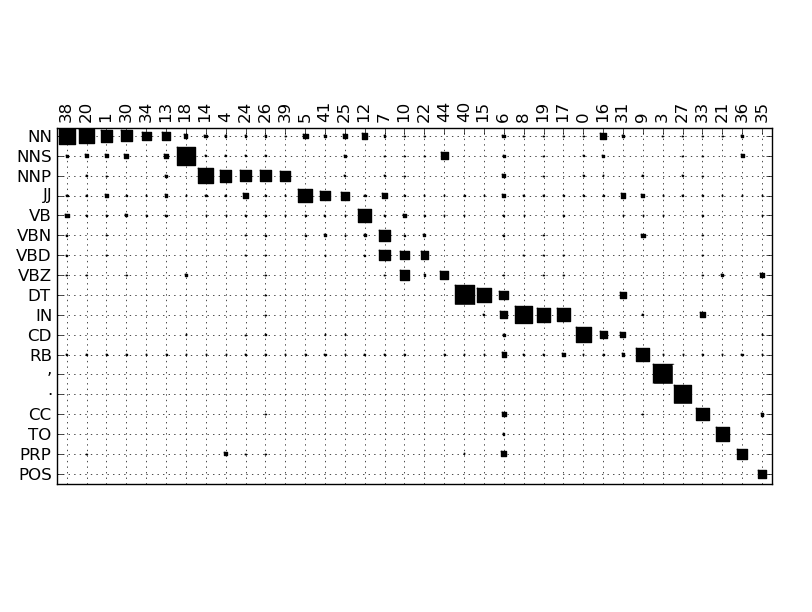 38 20 1 30 34 13 18 14 4 24 26 39 5 41 25 12 7 10 22 44 40 15 6 8 19 17 0 16 31 9 3 27 33 21 36 35
NN
NNS
NNP
JJ
VB
VBN
VBD
VBZ
DT
IN
CD
RB
,
.
CC
TO
PRP
POS